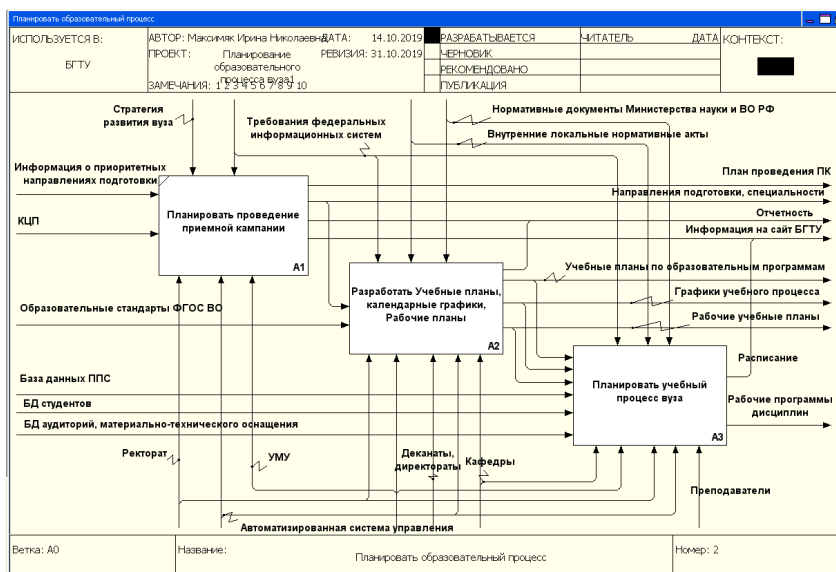 Планировать образовательный процесс
ИСПОЛЬЗУЕТСЯ В:
БГТУ
АВТОР: Максимяк Ирина Николаевна
ДАТА: 14.10.2019
ПРОЕКТ: Планирование
образовательного
процесса вуза1
РЕВИЗИЯ: 31.10.2019
ЗАМЕЧАНИЯ: 1 2 3 4 5 6 7 8 9 10
РАЗРАБАТЫВАЕТСЯ
ЧЕРНОВИК
РЕКОМЕНДОВАНО
ПУБЛИКАЦИЯ
ЧИТАТЕЛЬ
ДАТА
КОНТЕКСТ:
Стратегия
развития вуза
Требования федеральных
информационных систем
Нормативные документы Министерства науки и ВО РФ
Внутренние локальные нормативные акты
Информация о приоритетных
направлениях подготовки
КЦП
Планировать проведение
приемной кампании
A1
План проведения ПК
Направления подготовки, специальности
Отчетность
Информация на сайт БГТУ
Образовательные стандарты ФГОС ВО
Разработать Учебные планы,
календарные графики,
Рабочие планы
A2
Учебные планы по образовательным программам
Графики учебного процесса
Рабочие учебные планы
База данных ППС
БД студентов
БД аудиторий, материально-технического оснащения
Планировать учебный
процесс вуза
A3
Расписание
Рабочие программы
дисциплин
Ректорат
УМУ
Деканаты,
директораты
Кафедры
Преподаватели
Автоматизированная система управления
Ветка: A0
Название:
Планировать образовательный процесс
Номер: 2